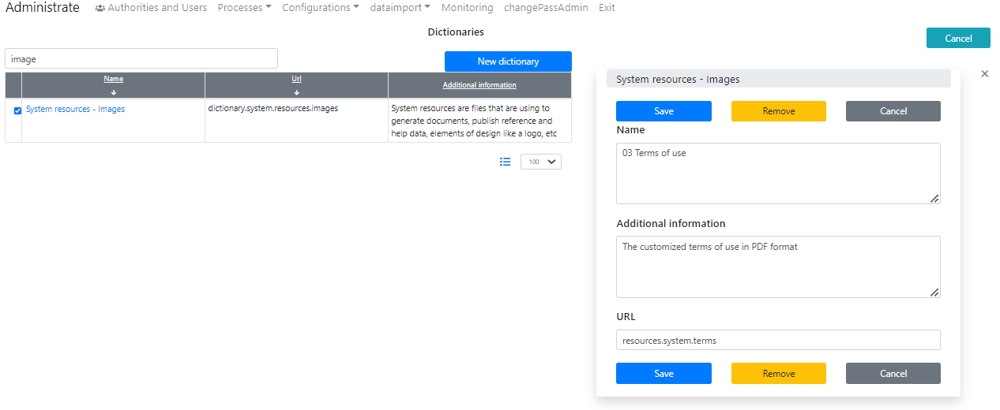 Administrate Authorities and Users Processes Configurations dataimport Monitoring changePassAdmin Exit
Dictionaries
Cancel
image
New dictionary
Name Url Additional information
System resources - Images dictionary.system.resources.images System resources are files that are using to
generate documents, publish reference and
help data, elements of design like a logo, etc
100
System resources - Images
Save Remove Cancel
Name
03 Terms of use
Additional information
The customized terms of use in PDF format
URL
resources.system.terms
Save Remove Cancel